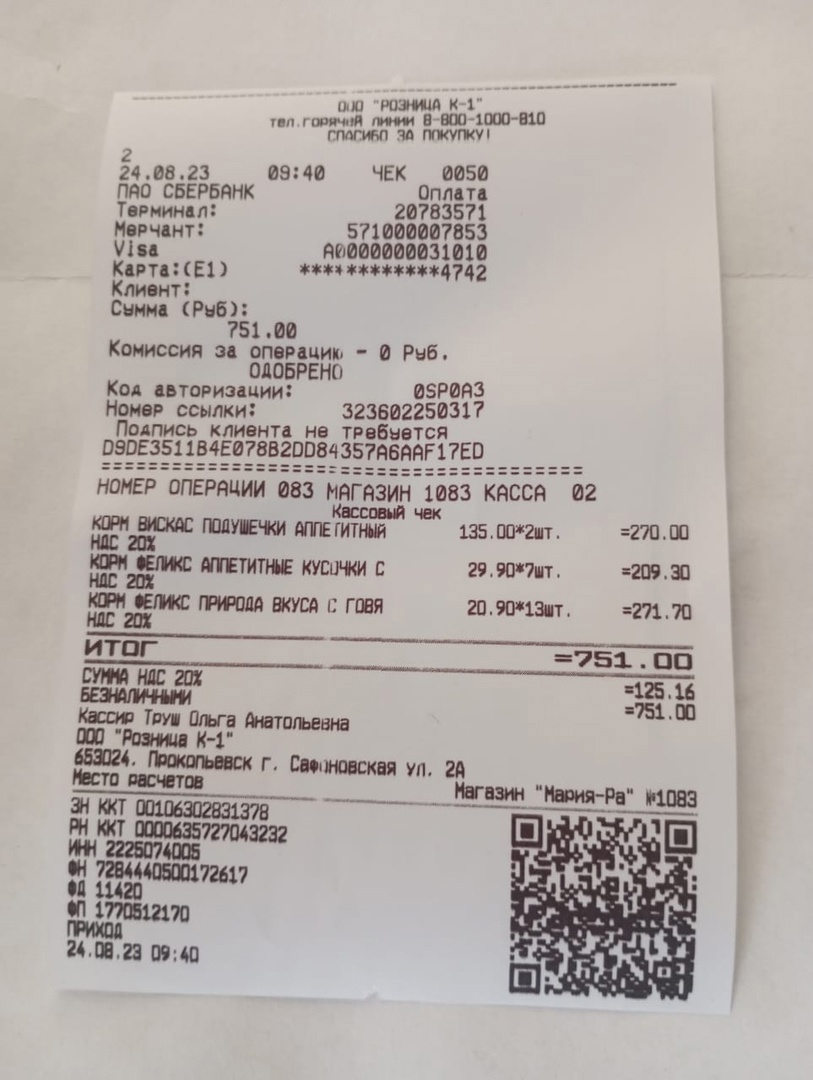 ООО "РОЗНИЦА К-1"
тел.горячей линии 8-800-1000-810
СПАСИБО ЗА ПОКУПКУ!
2
24.08.23 09:40 ЧЕК 0050
ПАО СБЕРБАНК Оплата
Терминал: 20783571
Мерчант: 571000007853
Visa A0000000031010
Карта:(E1) ************4742
Клиент:
Сумма (Руб):
751.00
Комиссия за операцию - 0 Руб.
ОДОБРЕНО
Код авторизации: 0SP0A3
Номер ссылки: 323602250317
Подпись клиента не требуется
D9DE3511B4E078B2DD84357A6AAF17ED
========================================
НОМЕР ОПЕРАЦИИ 083 МАГАЗИН 1083 КАССА 02
Кассовый чек
КОРМ ВИСКАС ПОДУШЕЧКИ АППЕТИТНЫЙ 135.00*2шт. =270.00
НДС 20%
КОРМ ФЕЛИКС АППЕТИТНЫЕ КУСОЧКИ С 29.90*7шт. =209.30
НДС 20%
КОРМ ФЕЛИКС ПРИРОДА ВКУСА С ГОВЯ 20.90*13шт. =271.70
НДС 20%
ИТОГ =751.00
СУММА НДС 20% =125.16
БЕЗНАЛИЧНЫМИ =751.00
Кассир Труш Ольга Анатольевна
ООО "Розница К-1"
653024. Прокопьевск г. Сафоновская ул. 2А
Место расчетов Магазин "Мария-Ра" №1083
ЗН ККТ 00106302831378
РН ККТ 0000635727043232
ИНН 2225074005
ФН 7284440500172617
ФД 11420
ФП 1770512170
ПРИХОД
24.08.23 09:40